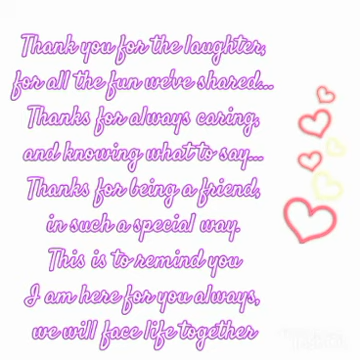 Thank you for the laughter,
for all the fun we've shared...
Thanks for always caring,
and knowing what to say...
Thanks for being a friend,
in such a special way.
This is to remind you
I am here for you always,
we will face life together